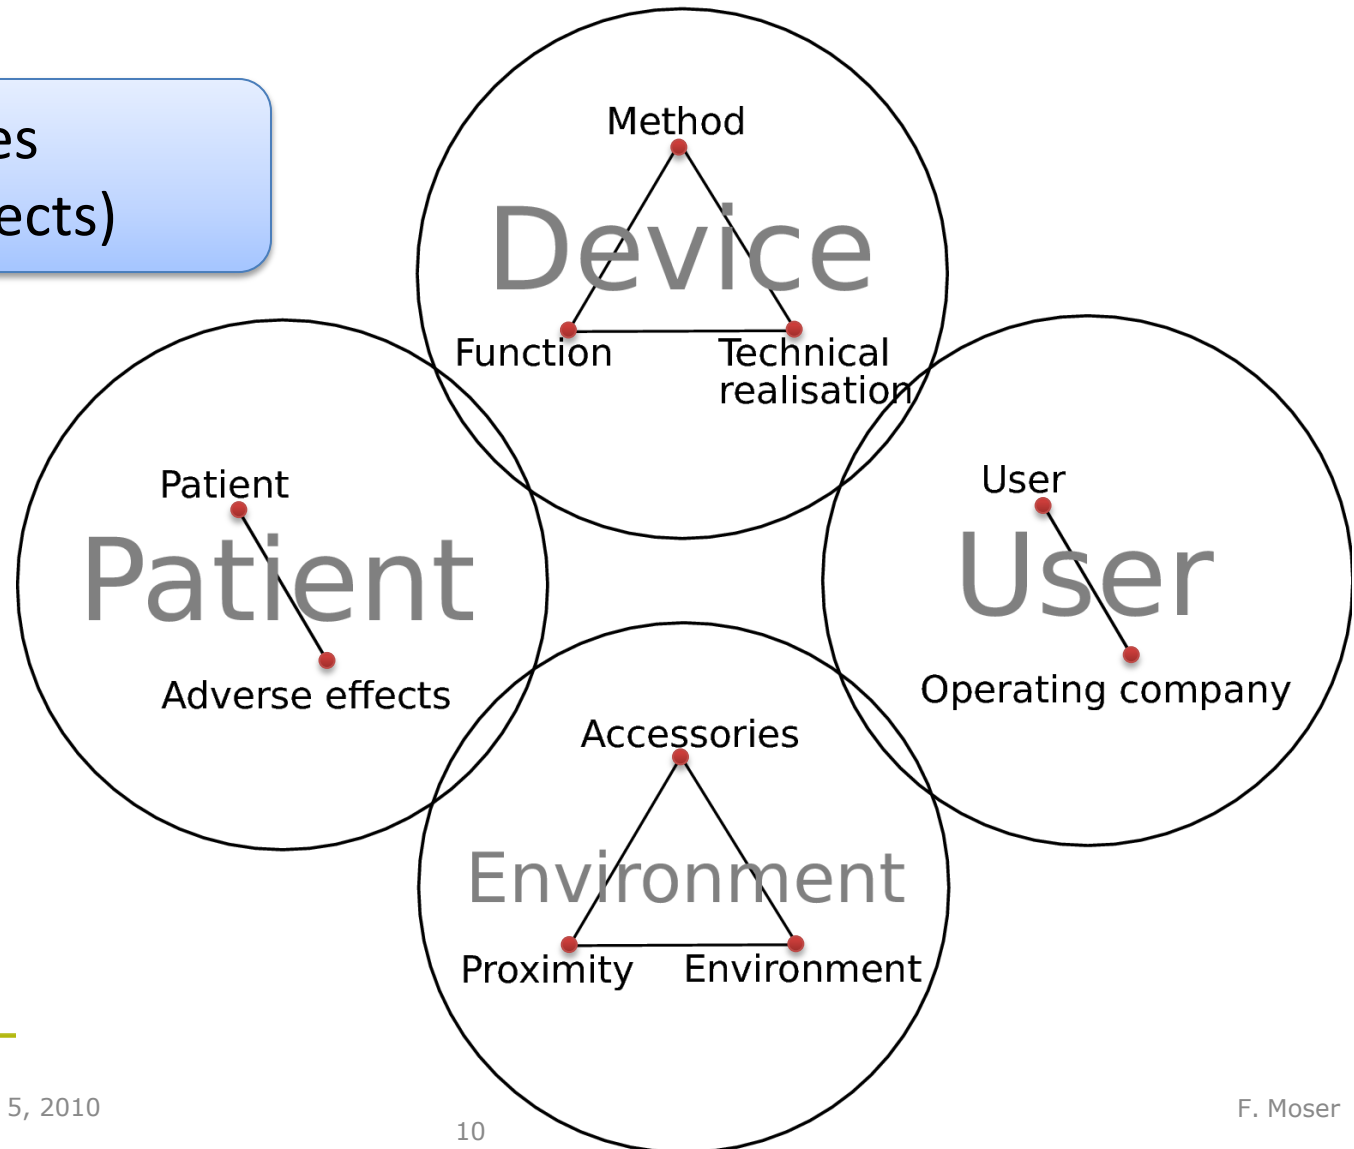 es
ects)
Method
Device
Function
Technical
realisation
Patient
Patient
Adverse effects
User
User
Operating company
Accessories
Environment
Proximity
Environment
5, 2010
10
F. Moser